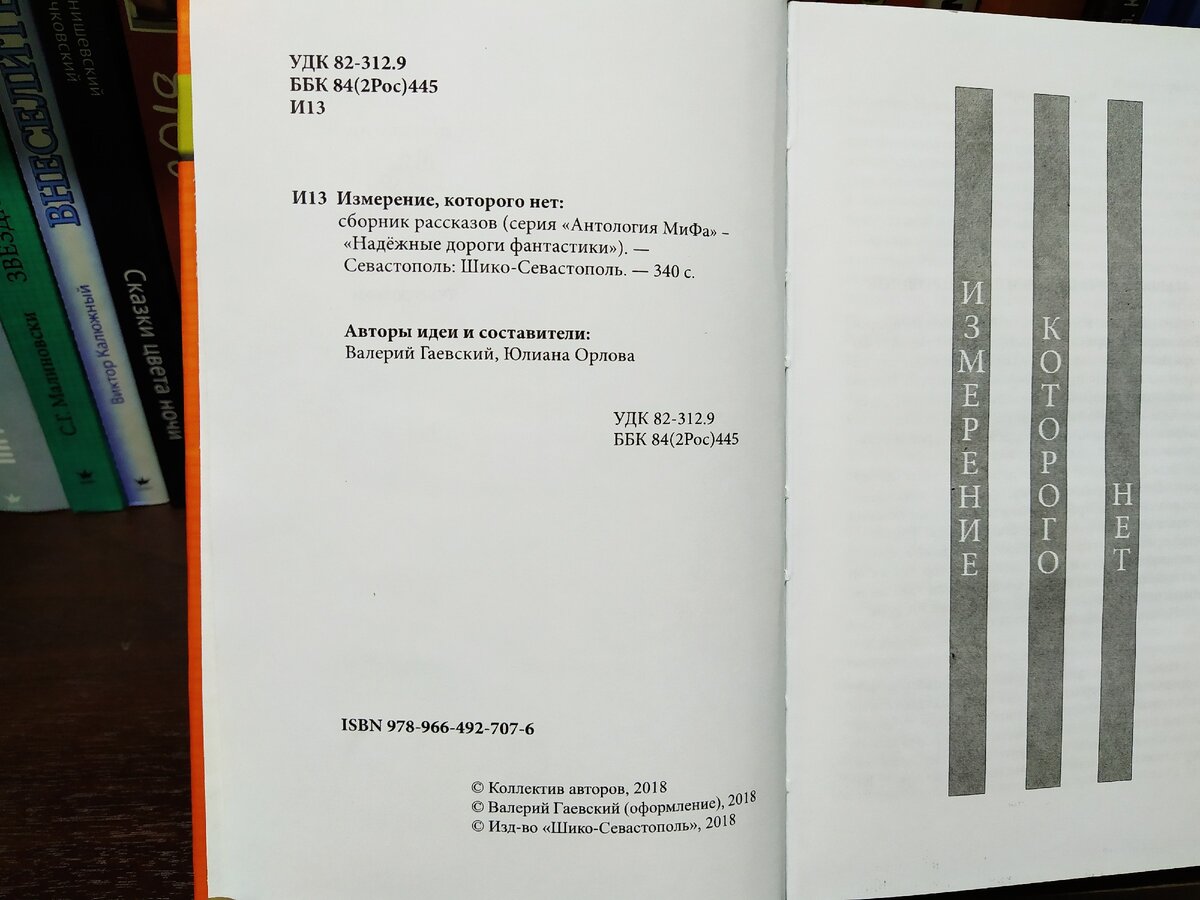 УДК 82-312.9
ББК 84(2Рос)445
И13
И13 Измерение, которого нет:
сборник рассказов (серия «Антология МиФа» –
«Надёжные дороги фантастики»). —
Севастополь: Шико-Севастополь. — 340 с.
Авторы идеи и составители:
Валерий Гаевский, Юлиана Орлова
УДК 82-312.9
ББК 84(2Рос)445
ISBN 978-966-492-707-6
© Коллектив авторов, 2018
© Валерий Гаевский (оформление), 2018
© Изд-во «Шико-Севастополь», 2018
ИЗМЕРЕНИЕ
КОТОРОГО
НЕТ
С.Г. Малиновски
Виктор Калюжный
ВНЕСЕЛИТ
Сказки цвета ночи
2018